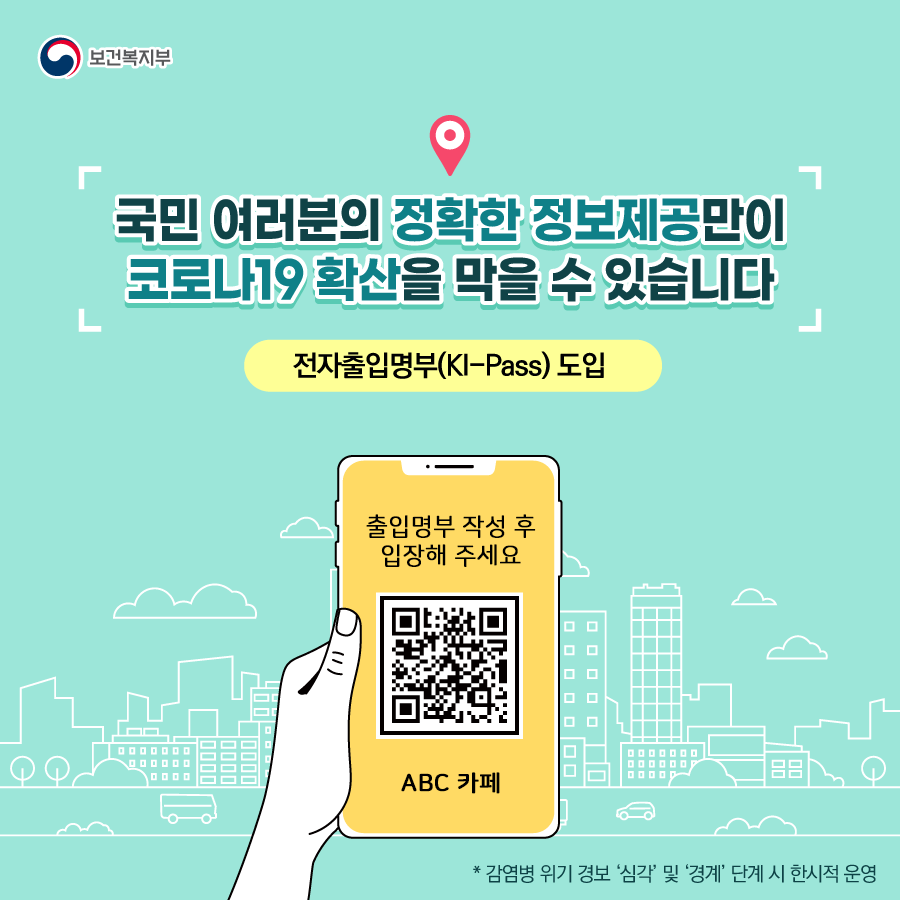 보건복지부
국민 여러분의 정확한 정보제공만이
코로나19 확산을 막을 수 있습니다
전자출입명부(KI-Pass) 도입
출입명부 작성 후
입장해 주세요
ABC 카페
* 감염병 위기 경보 ‘심각’ 및 ‘경계’ 단계 시 한시적 운영